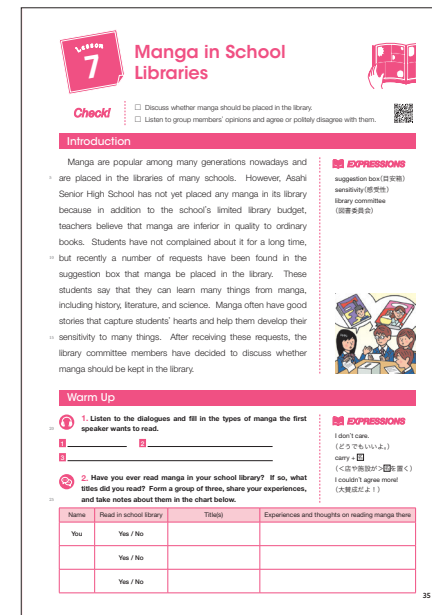 Lesson
7
Manga in School
Libraries
Check!
□ Discuss whether manga should be placed in the library.
□ Listen to group members' opinions and agree or politely disagree with them.
Introduction
Manga are popular among many generations nowadays and
5 are placed in the libraries of many schools. However, Asahi
Senior High School has not yet placed any manga in its library
because in addition to the school's limited library budget,
teachers believe that manga are inferior in quality to ordinary
books. Students have not complained about it for a long time,
10 but recently a number of requests have been found in the
suggestion box that manga be placed in the library. These
students say that they can learn many things from manga,
including history, literature, and science. Manga often have good
stories that capture students' hearts and help them develop their
15 sensitivity to many things. After receiving these requests, the
library committee members have decided to discuss whether
manga should be kept in the library.
EXPRESSIONS
suggestion box(目安箱)
sensitivity(感受性)
library committee
(図書委員会)
Warm Up
1. Listen to the dialogues and fill in the types of manga the first
20 speaker wants to read.
1
2
3
2. Have you ever read manga in your school library? If so, what
titles did you read? Form a group of three, share your experiences,
25 and take notes about them in the chart below.
EXPRESSIONS
I don't care.
(どうでもいいよ。)
carry + 名
(<店や施設が>名を置く)
I couldn't agree more!
(大賛成だよ!)
Name Read in school library Title(s) Experiences and thoughts on reading manga there
You Yes / No
Yes / No
Yes / No
35